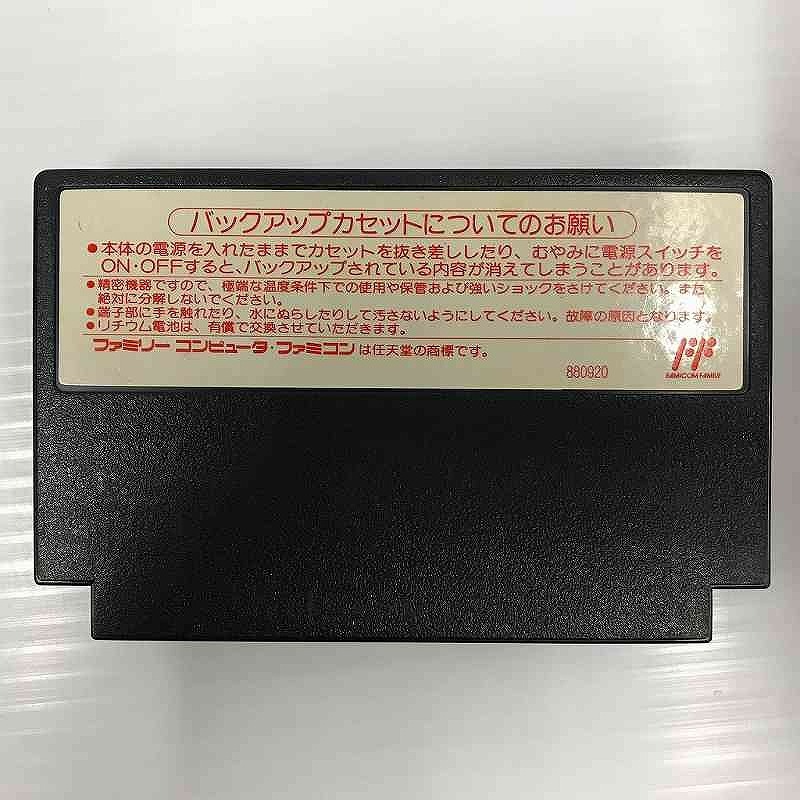 バックアップカセットについてのお願い
●本体の電源を入れたままでカセットを抜き差ししたり、むやみに電源スイッチを
ON・OFFすると、バックアップされている内容が消えてしまうことがあります。
●精密機器ですので、極端な温度条件下での使用や保管および強いショックをさけてください。また
絶対に分解しないでください。
●端子部に手を触れたり、水にぬらしたりして汚さないようにしてください。故障の原因となります。
●リチウム電池は、有償で交換させていただきます。
ファミリー コンピュータ・ファミコンは任天堂の商標です。
880920
FAMICOM FAMILY